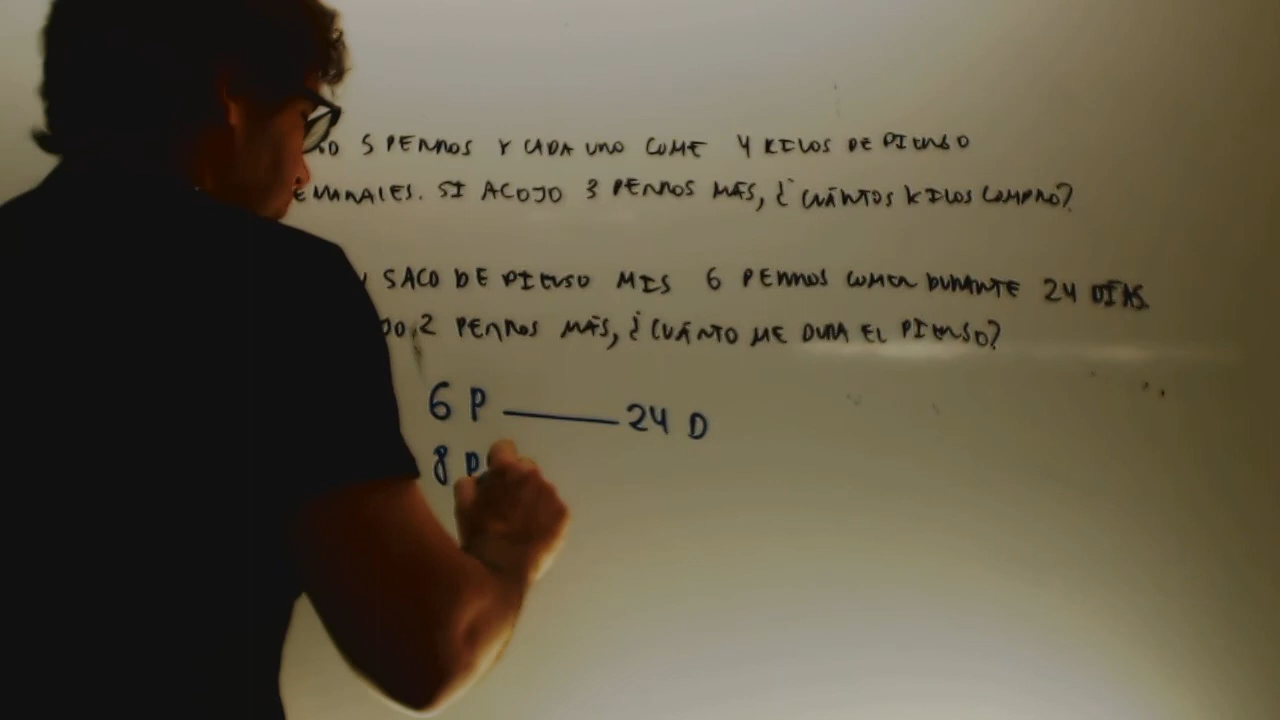 5 PERROS Y CADA UNO COME 4 KILOS DE PIENSO
SI ACOJO 3 PERROS MÁS, ¿CUÁNTOS KILOS COMPRO?
SACO DE PIENSO MIS 6 PERROS COMEN DURANTE 24 DÍAS.
2 PERROS MÁS, ¿CUÁNTO ME DURA EL PIENSO?
6 P — 24 D
8 P